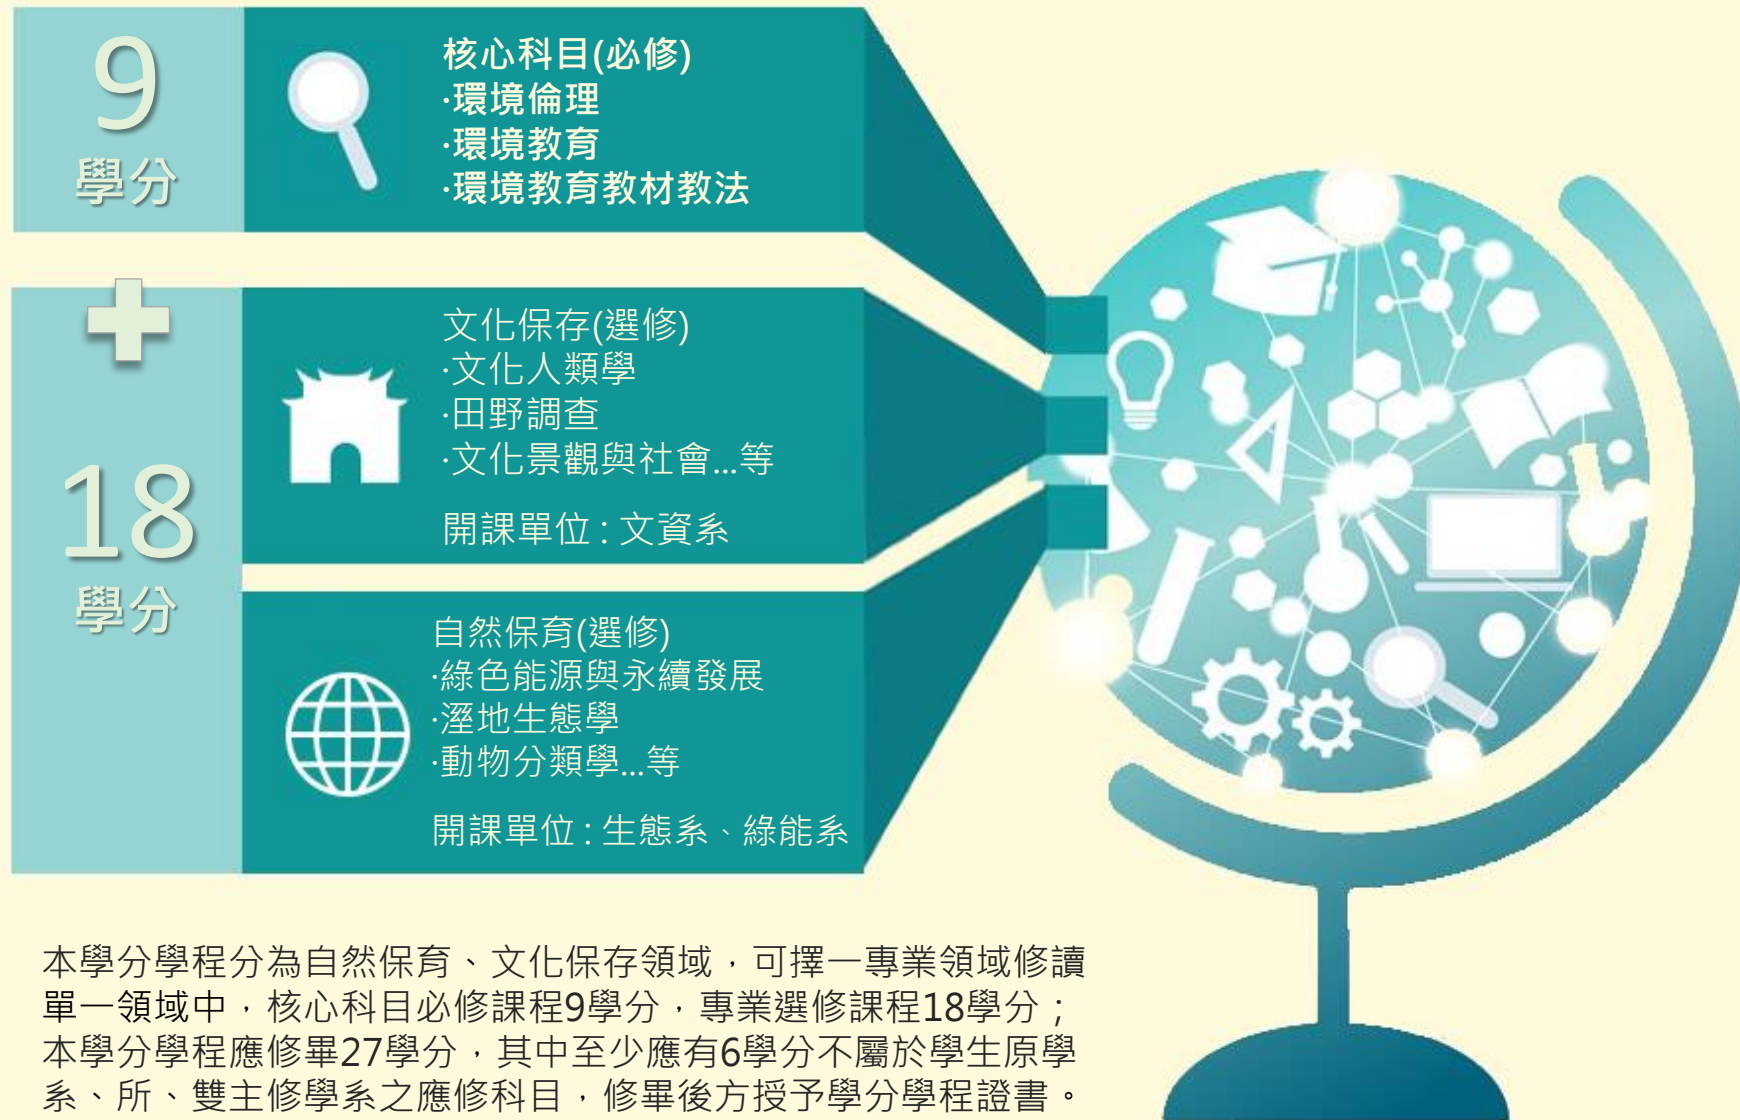 9
學分
核心科目(必修)
·環境倫理
·環境教育
·環境教育教材教法
18
學分
文化保存(選修)
·文化人類學
·田野調查
·文化景觀與社會...等
開課單位 : 文資系
自然保育(選修)
·綠色能源與永續發展
·溼地生態學
·動物分類學...等
開課單位 : 生態系、綠能系
本學分學程分為自然保育、文化保存領域，可擇一專業領域修讀
單一領域中，核心科目必修課程9學分，專業選修課程18學分；
本學分學程應修畢27學分，其中至少應有6學分不屬於學生原學
系、所、雙主修學系之應修科目，修畢後方授予學分學程證書。